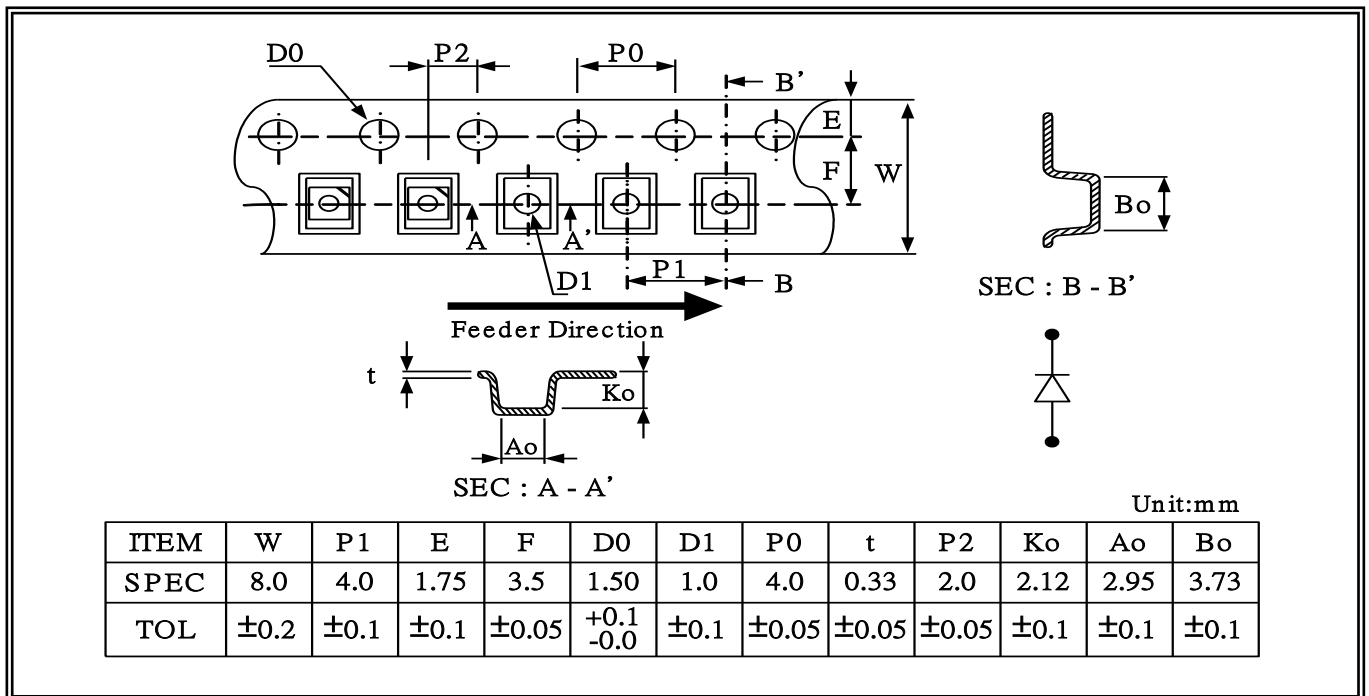 D0 P2 P0 B’
E
F W
A A’
D1 P1 B
Feeder Direction
Bo
SEC : B - B’
t Ko
Ao
SEC : A - A’
Unit:mm
ITEM W P1 E F D0 D1 P0 t P2 Ko Ao Bo
SPEC 8.0 4.0 1.75 3.5 1.50 1.0 4.0 0.33 2.0 2.12 2.95 3.73
TOL ±0.2 ±0.1 ±0.1 ±0.05 +0.1 -0.0 ±0.1 ±0.05 ±0.05 ±0.05 ±0.1 ±0.1 ±0.1